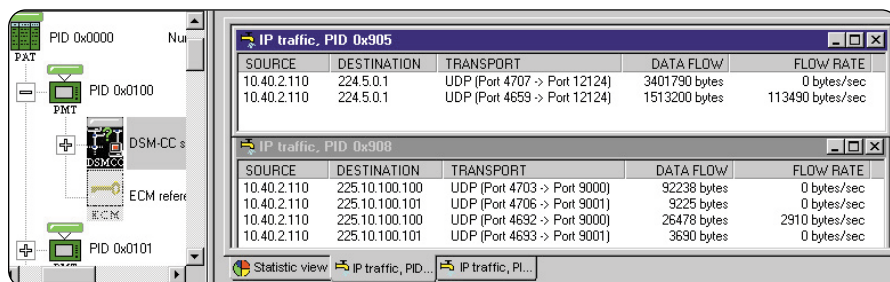 PID 0x0000
PAT
PID 0x0100
PMT
DSM-CC s
DSMCC
ECM refere
ECM
PID 0x0101
IP traffic, PID 0x905
SOURCE DESTINATION TRANSPORT DATA FLOW FLOW RATE
10.40.2.110 224.5.0.1 UDP (Port 4707 -> Port 12124) 3401790 bytes 0 bytes/sec
10.40.2.110 224.5.0.1 UDP (Port 4659 -> Port 12124) 1513200 bytes 113490 bytes/sec
IP traffic, PID 0x908
SOURCE DESTINATION TRANSPORT DATA FLOW FLOW RATE
10.40.2.110 225.10.100.100 UDP (Port 4703 -> Port 9000) 92238 bytes 0 bytes/sec
10.40.2.110 225.10.100.101 UDP (Port 4706 -> Port 9001) 9225 bytes 0 bytes/sec
10.40.2.110 225.10.100.100 UDP (Port 4692 -> Port 9000) 26478 bytes 2910 bytes/sec
10.40.2.110 225.10.100.101 UDP (Port 4693 -> Port 9001) 3690 bytes 0 bytes/sec
Statistic view IP traffic, PID... IP traffic, PI...